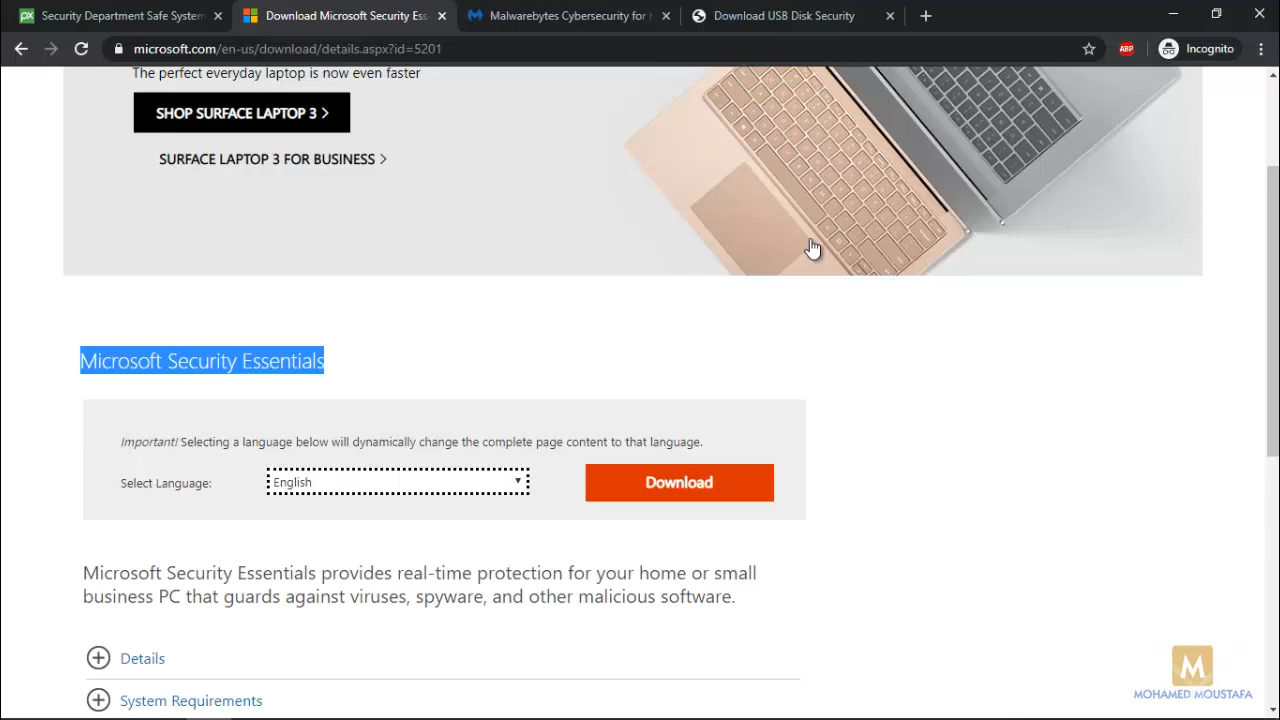 px Security Department Safe System
Download Microsoft Security Ess
Malwarebytes Cybersecurity for H
Download USB Disk Security
microsoft.com/en-us/download/details.aspx?id=5201
ABP
Incognito
The perfect everyday laptop is now even faster
SHOP SURFACE LAPTOP 3 >
SURFACE LAPTOP 3 FOR BUSINESS >
Microsoft Security Essentials
Important! Selecting a language below will dynamically change the complete page content to that language.
Select Language:
English
Download
Microsoft Security Essentials provides real-time protection for your home or small
business PC that guards against viruses, spyware, and other malicious software.
Details
System Requirements
M
MOHAMED MOUSTAFA